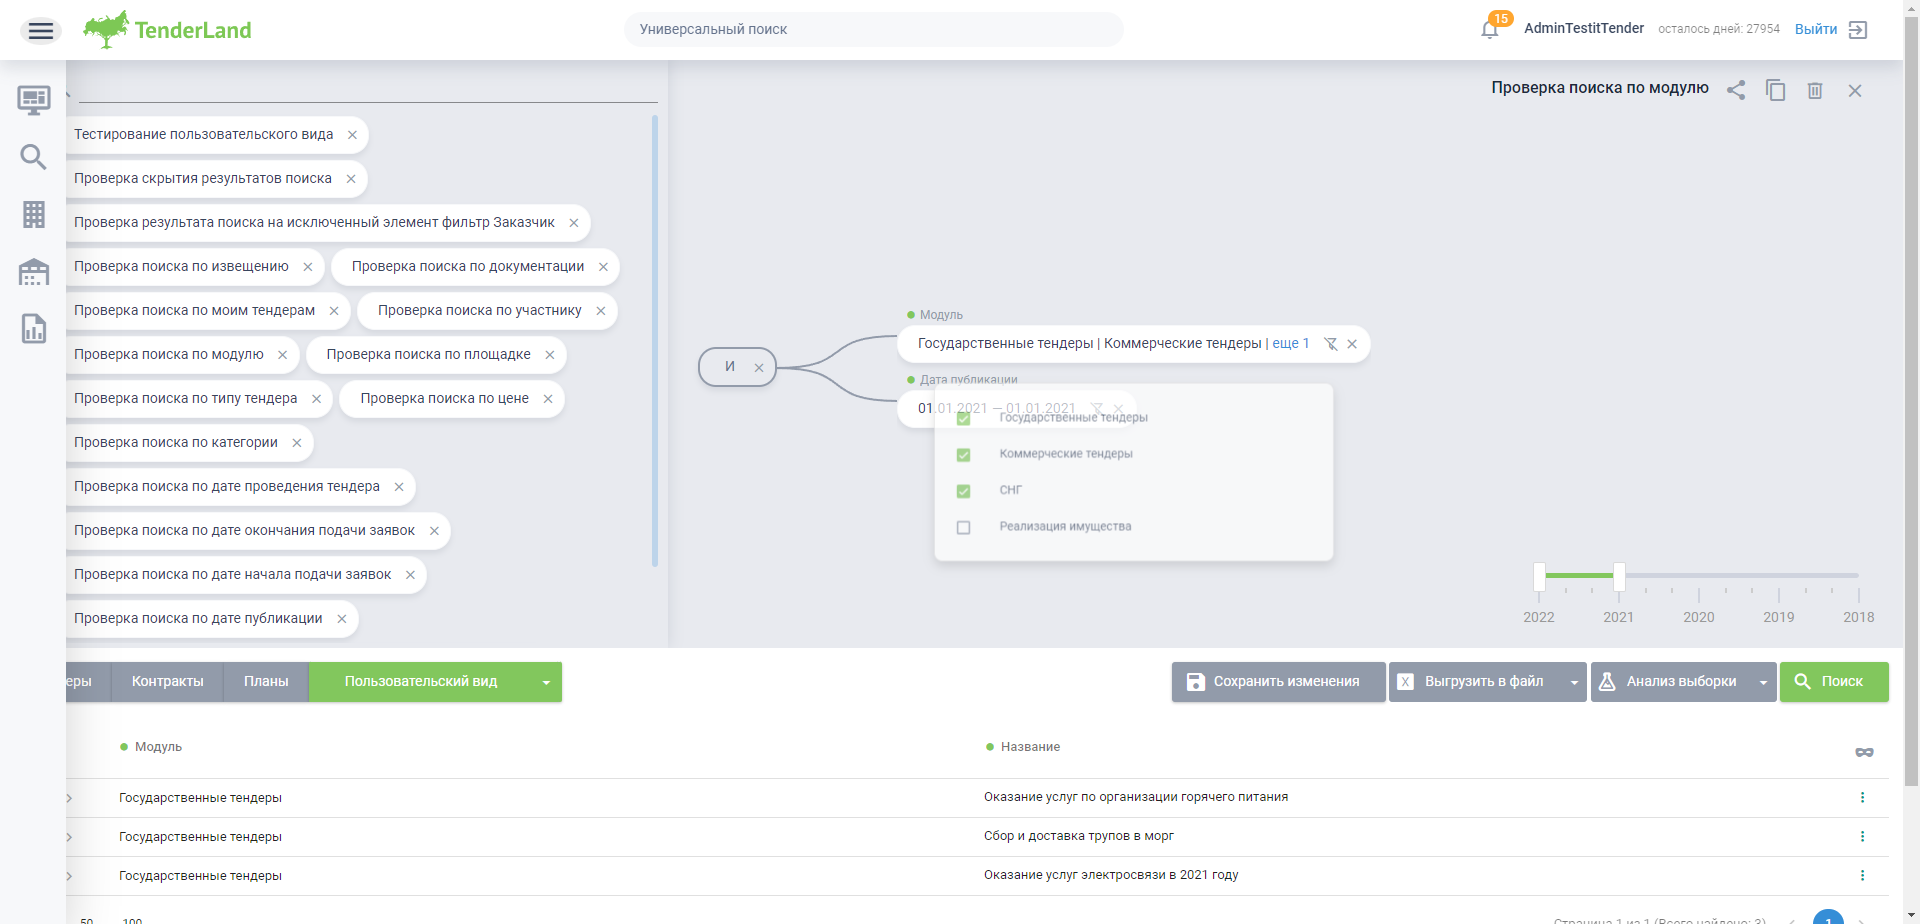 TenderLand
Универсальный поиск
15
AdminTestitTender
осталось дней: 27954
Выйти
Проверка поиска по модулю
Тестирование пользовательского вида
Проверка скрытия результатов поиска
Проверка результата поиска на исключенный элемент фильтр Заказчик
Проверка поиска по извещению
Проверка поиска по документации
Проверка поиска по моим тендерам
Проверка поиска по участнику
Проверка поиска по модулю
Проверка поиска по площадке
Проверка поиска по типу тендера
Проверка поиска по цене
Проверка поиска по категории
Проверка поиска по дате проведения тендера
Проверка поиска по дате окончания подачи заявок
Проверка поиска по дате начала подачи заявок
Проверка поиска по дате публикации
И
Модуль
Государственные тендеры | Коммерческие тендеры | еще 1
Дата публикации
01.01.2021 — 01.01.2021
Государственные тендеры
Коммерческие тендеры
СНГ
Реализация имущества
2022 2021 2020 2019 2018
еры
Контракты
Планы
Пользовательский вид
Сохранить изменения
X Выгрузить в файл
Анализ выборки
Поиск
Модуль
Название
Государственные тендеры
Оказание услуг по организации горячего питания
Государственные тендеры
Сбор и доставка трупов в морг
Государственные тендеры
Оказание услуг электросвязи в 2021 году
50 100
Страница 1 из 1 (Всего найдено: 3)
1